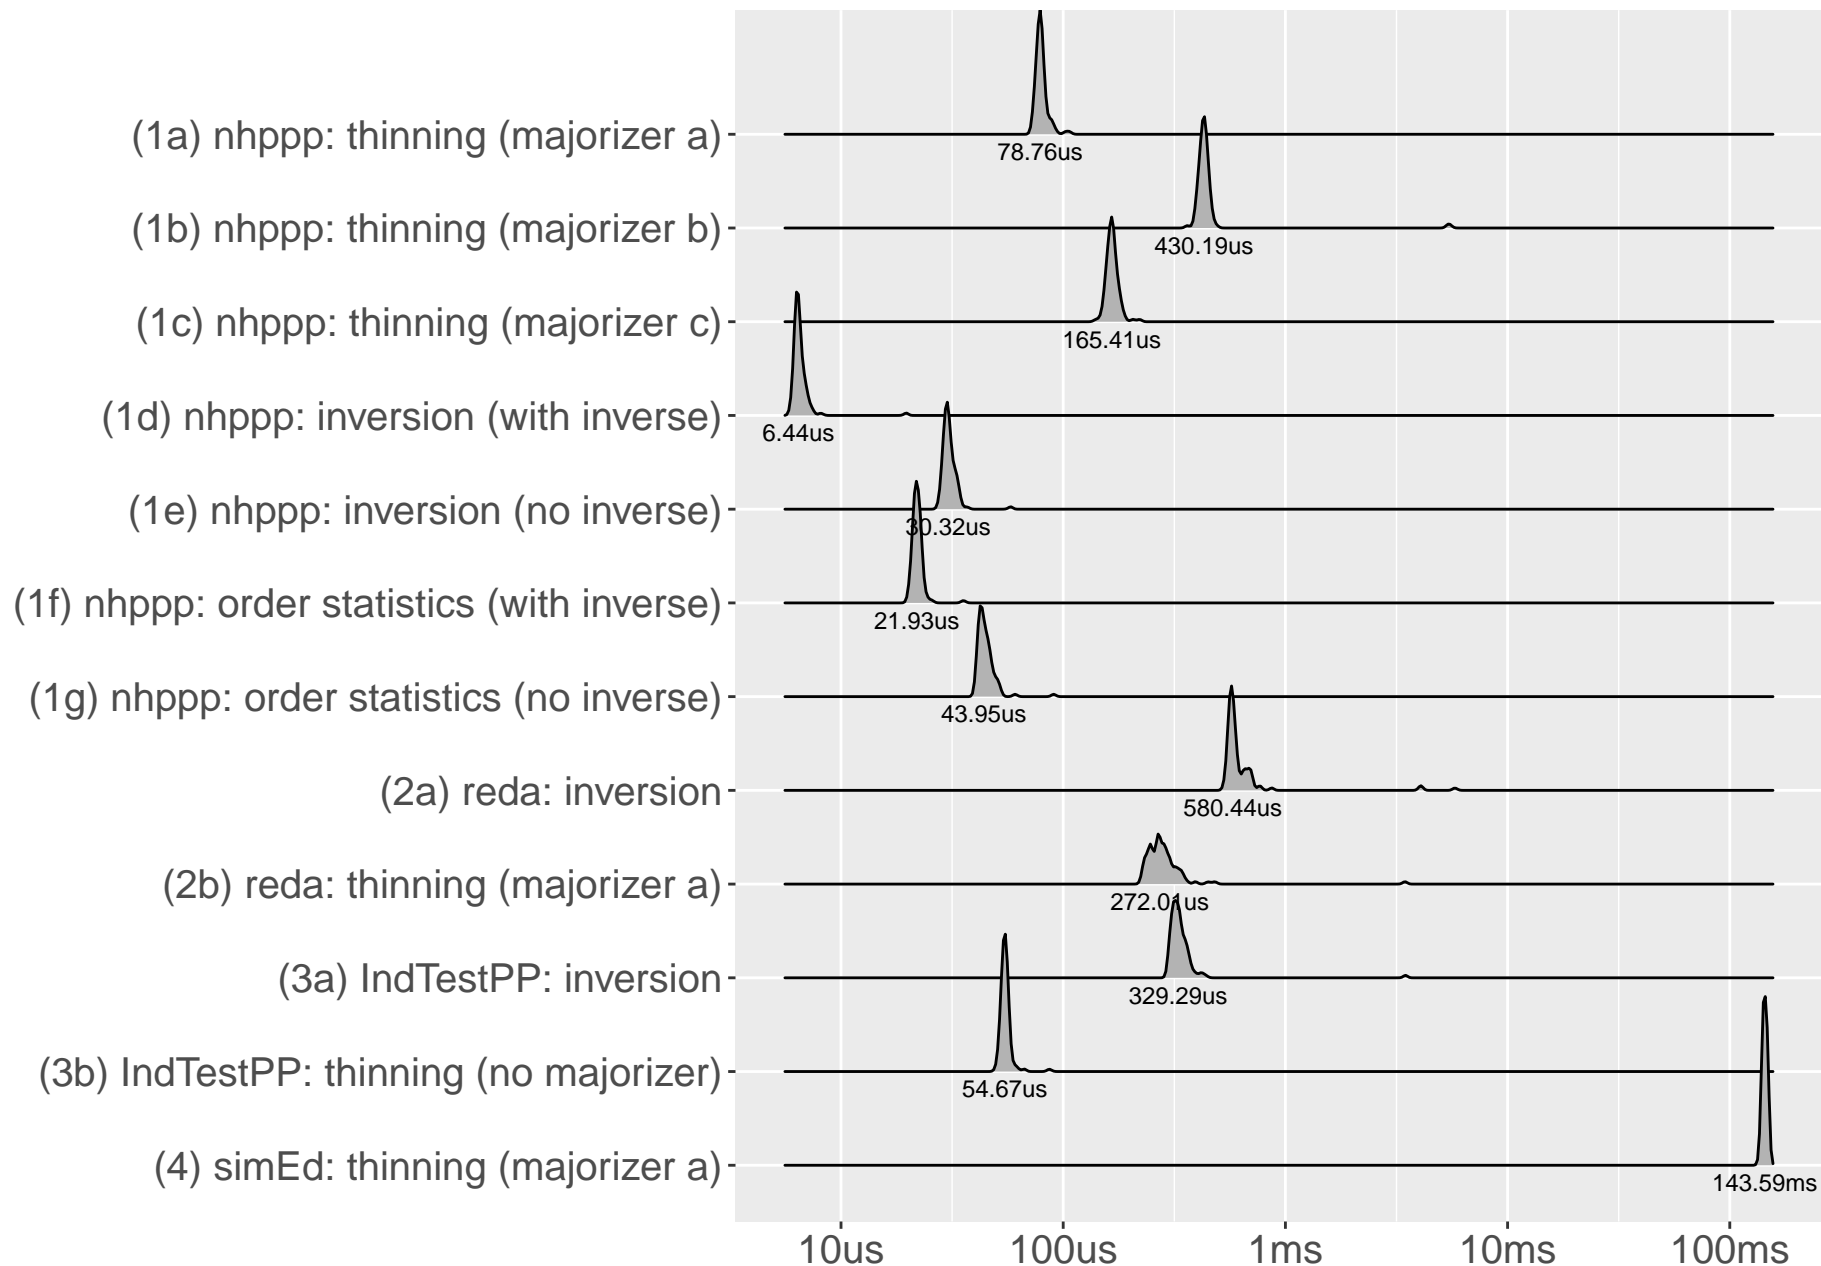 (1a) nhppp: thinning (majorizer a)
78.76us
(1b) nhppp: thinning (majorizer b)
430.19us
(1c) nhppp: thinning (majorizer c)
165.41us
(1d) nhppp: inversion (with inverse)
6.44us
(1e) nhppp: inversion (no inverse)
30.32us
(1f) nhppp: order statistics (with inverse)
21.93us
(1g) nhppp: order statistics (no inverse)
43.95us
(2a) reda: inversion
580.44us
(2b) reda: thinning (majorizer a)
272.01us
(3a) IndTestPP: inversion
329.29us
(3b) IndTestPP: thinning (no majorizer)
54.67us
(4) simEd: thinning (majorizer a)
143.59ms
10us 100us 1ms 10ms 100ms